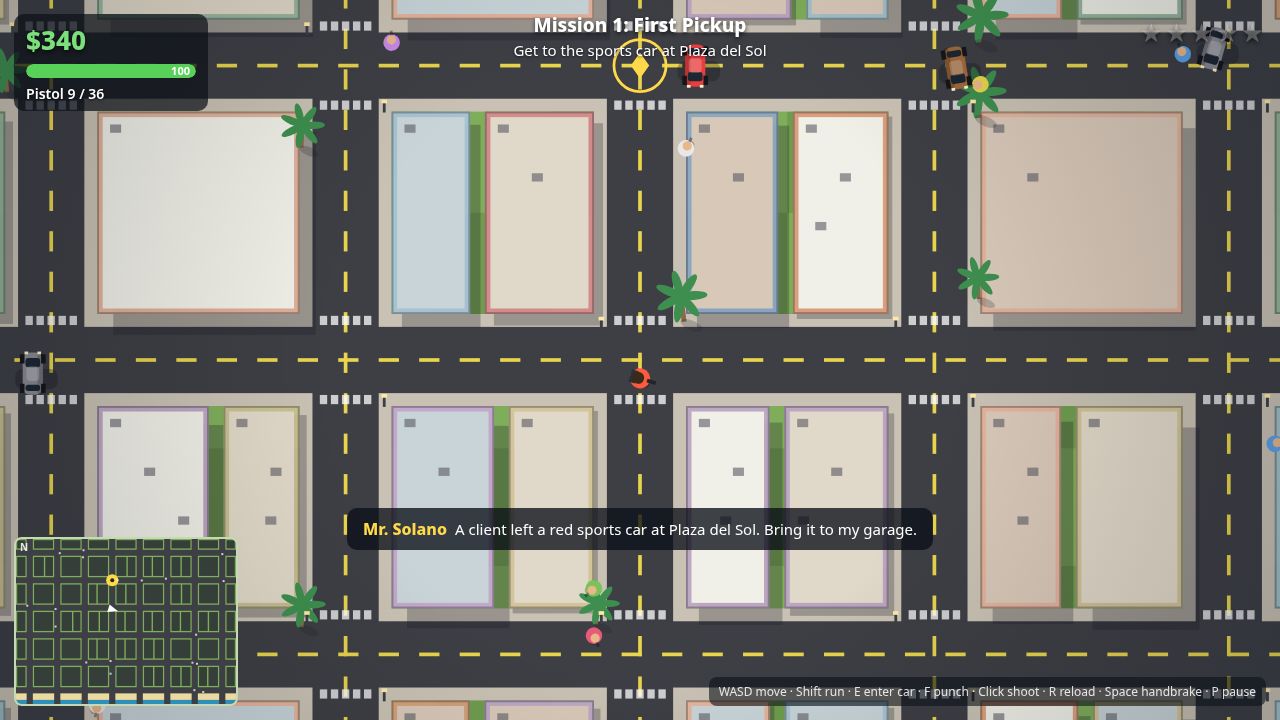 $340
100
Pistol 9 / 36
Mission 1: First Pickup
Get to the sports car at Plaza del Sol
Mr. Solano A client left a red sports car at Plaza del Sol. Bring it to my garage.
N
WASD move · Shift run · E enter car · F punch · Click shoot · R reload · Space handbrake · P pause